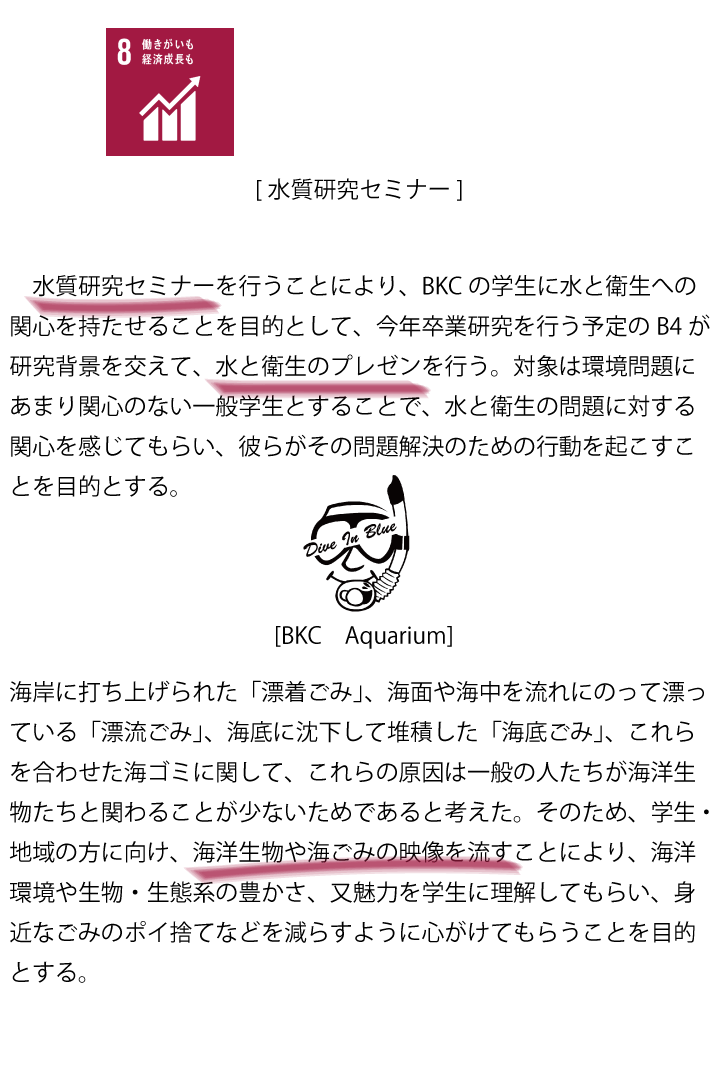 8 働きがいも
経済成長も
[ 水質研究セミナー ]
水質研究セミナーを行うことにより、BKC の学生に水と衛生への
関心を持たせることを目的として、今年卒業研究を行う予定の B4 が
研究背景を交えて、水と衛生のプレゼンを行う。対象は環境問題に
あまり関心のない一般学生とすることで、水と衛生の問題に対する
関心を感じてもらい、彼らがその問題解決のための行動を起こすこ
とを目的とする。
Dive In Blue
[BKC　Aquarium]
海岸に打ち上げられた「漂着ごみ」、海面や海中を流れにのって漂っ
ている「漂流ごみ」、海底に沈下して堆積した「海底ごみ」、これら
を合わせた海ゴミに関して、これらの原因は一般の人たちが海洋生
物たちと関わることが少ないためであると考えた。そのため、学生・
地域の方に向け、海洋生物や海ごみの映像を流すことにより、海洋
環境や生物・生態系の豊かさ、又魅力を学生に理解してもらい、身
近なごみのポイ捨てなどを減らすように心がけてもらうことを目的
とする。